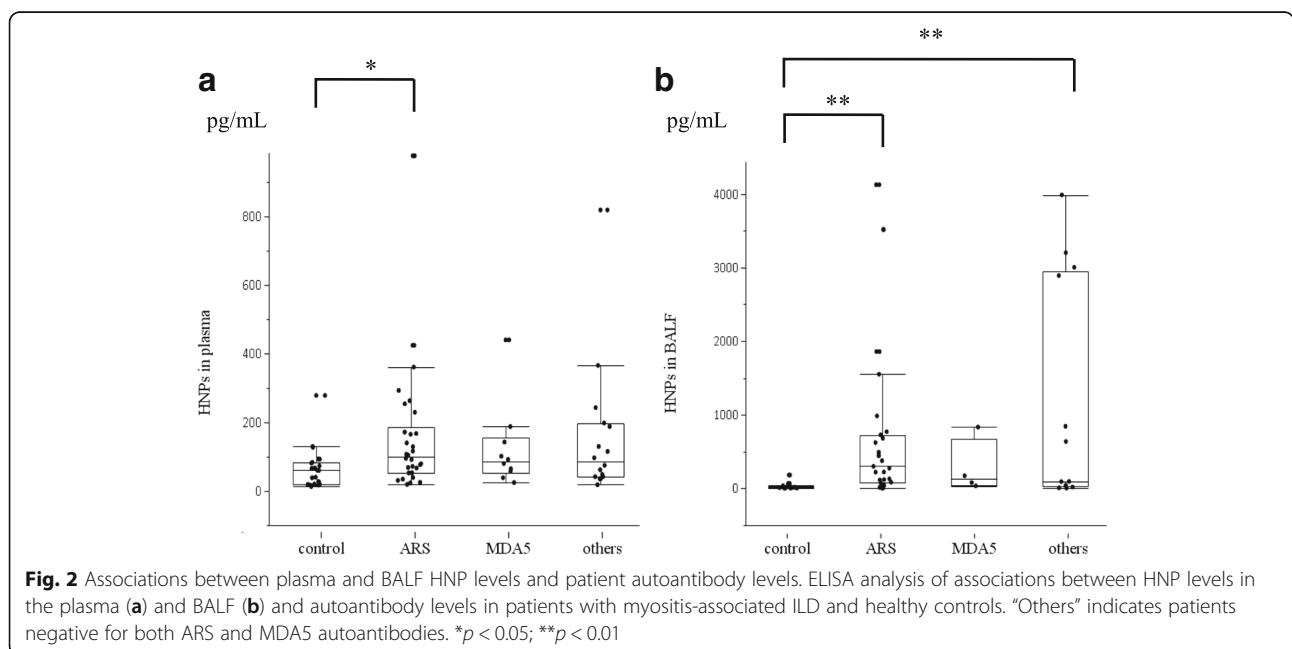 a
*
pg/mL
HNPs in plasma
800
600
400
200
0
control ARS MDA5 others
b
**
**
pg/mL
HNPs in BALF
4000
3000
2000
1000
0
control ARS MDA5 others
Fig. 2 Associations between plasma and BALF HNP levels and patient autoantibody levels. ELISA analysis of associations between HNP levels in
the plasma (a) and BALF (b) and autoantibody levels in patients with myositis-associated ILD and healthy controls. “Others” indicates patients
negative for both ARS and MDA5 autoantibodies. *p < 0.05; **p < 0.01